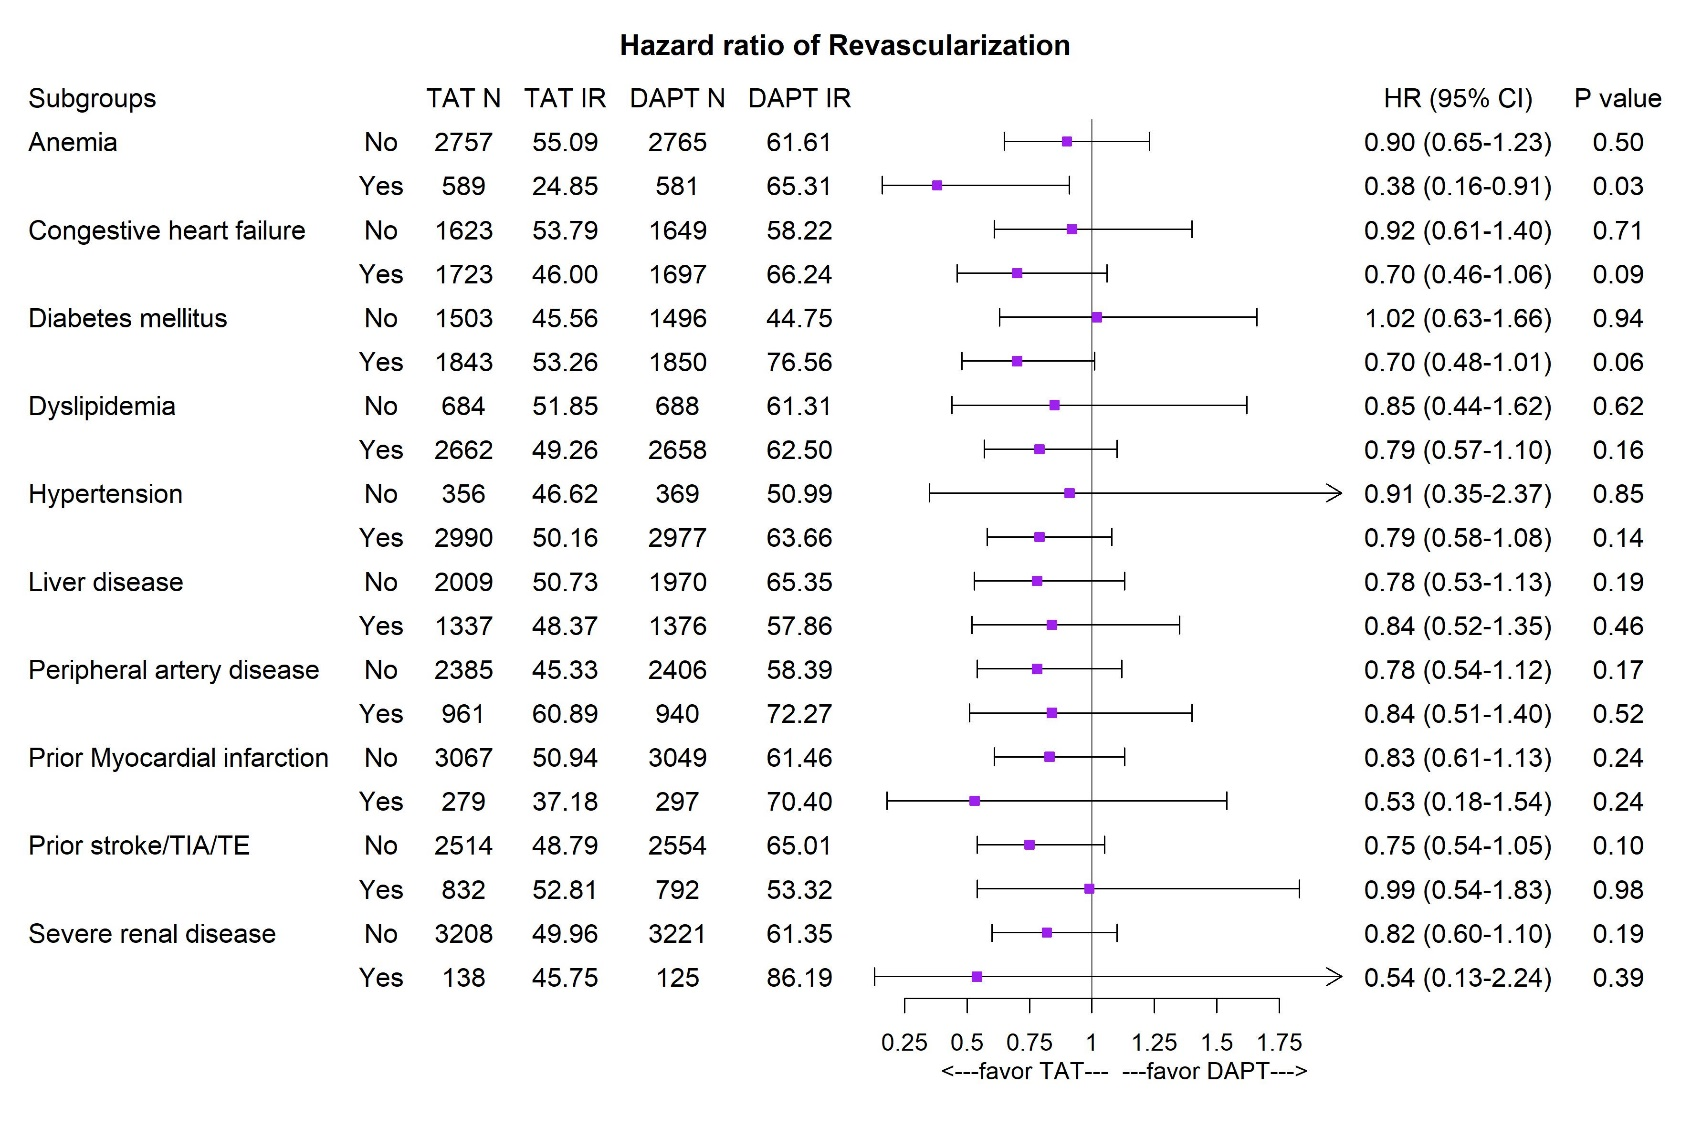 Hazard ratio of Revascularization
Subgroups TAT N TAT IR DAPT N DAPT IR HR (95% CI) P value
Anemia No 2757 55.09 2765 61.61 0.90 (0.65-1.23) 0.50
Yes 589 24.85 581 65.31 0.38 (0.16-0.91) 0.03
Congestive heart failure No 1623 53.79 1649 58.22 0.92 (0.61-1.40) 0.71
Yes 1723 46.00 1697 66.24 0.70 (0.46-1.06) 0.09
Diabetes mellitus No 1503 45.56 1496 44.75 1.02 (0.63-1.66) 0.94
Yes 1843 53.26 1850 76.56 0.70 (0.48-1.01) 0.06
Dyslipidemia No 684 51.85 688 61.31 0.85 (0.44-1.62) 0.62
Yes 2662 49.26 2658 62.50 0.79 (0.57-1.10) 0.16
Hypertension No 356 46.62 369 50.99 0.91 (0.35-2.37) 0.85
Yes 2990 50.16 2977 63.66 0.79 (0.58-1.08) 0.14
Liver disease No 2009 50.73 1970 65.35 0.78 (0.53-1.13) 0.19
Yes 1337 48.37 1376 57.86 0.84 (0.52-1.35) 0.46
Peripheral artery disease No 2385 45.33 2406 58.39 0.78 (0.54-1.12) 0.17
Yes 961 60.89 940 72.27 0.84 (0.51-1.40) 0.52
Prior Myocardial infarction No 3067 50.94 3049 61.46 0.83 (0.61-1.13) 0.24
Yes 279 37.18 297 70.40 0.53 (0.18-1.54) 0.24
Prior stroke/TIA/TE No 2514 48.79 2554 65.01 0.75 (0.54-1.05) 0.10
Yes 832 52.81 792 53.32 0.99 (0.54-1.83) 0.98
Severe renal disease No 3208 49.96 3221 61.35 0.82 (0.60-1.10) 0.19
Yes 138 45.75 125 86.19 0.54 (0.13-2.24) 0.39
0.25 0.5 0.75 1 1.25 1.5 1.75
<---favor TAT--- ---favor DAPT--->